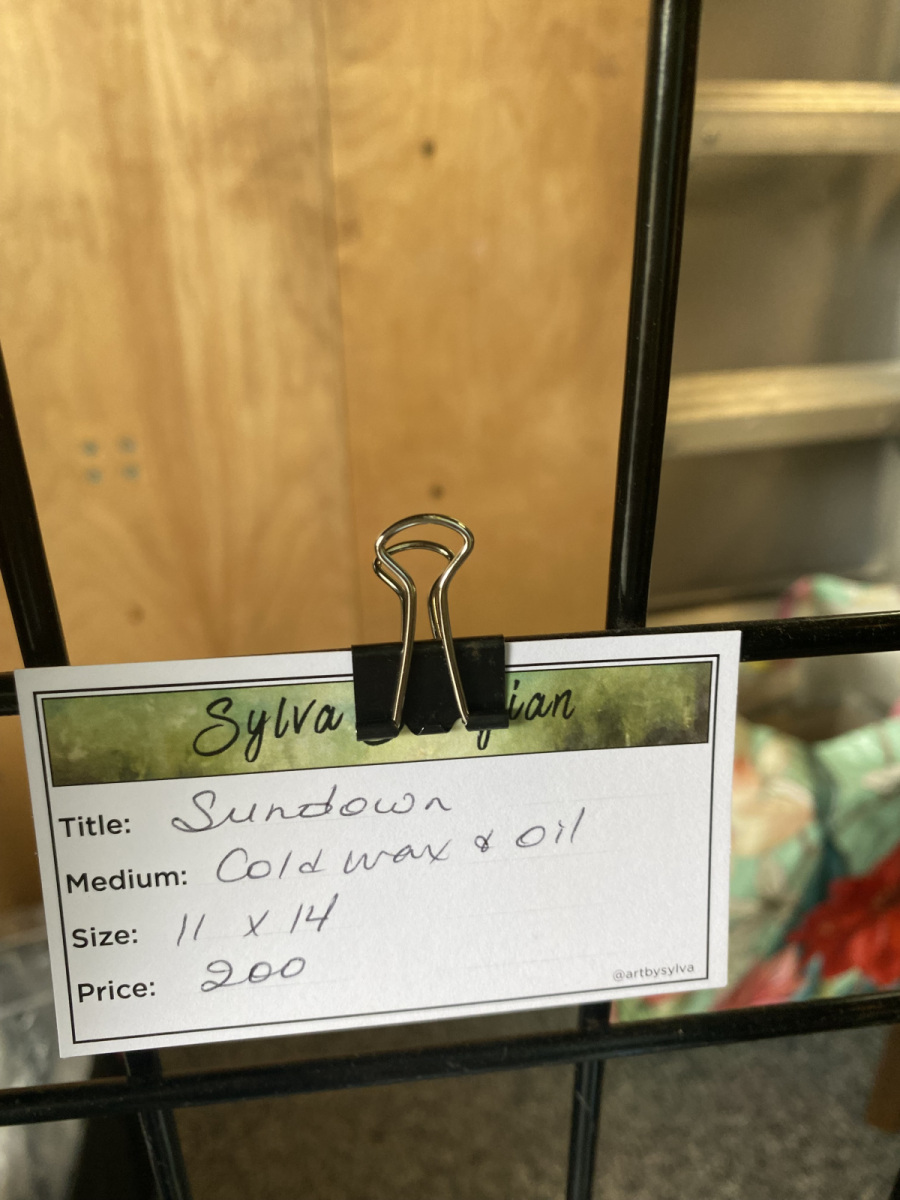 Sylva
Title: Sundown
Medium: Cold wax & oil
Size: 11 x 14
Price: 200
@artbysylva